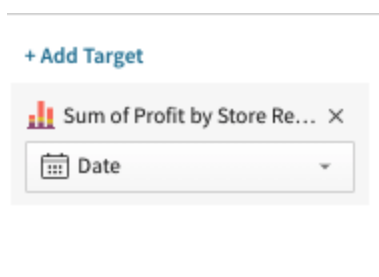 + Add Target
Sum of Profit by Store Re...
Date